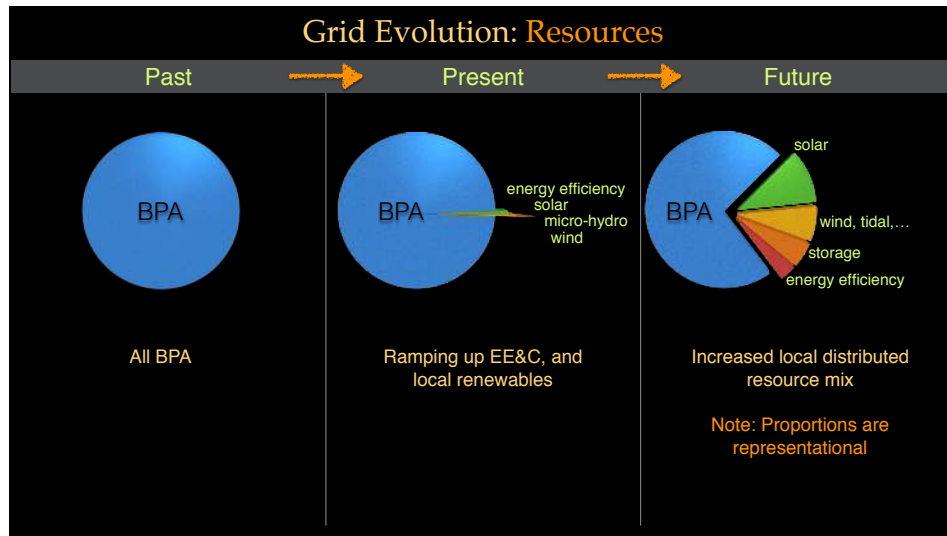 Grid Evolution: Resources
Past
Present
Future
BPA
All BPA
BPA
energy efficiency
solar
micro-hydro
wind
Ramping up EE&C, and
local renewables
BPA
solar
wind, tidal,…
storage
energy efficiency
Increased local distributed
resource mix
Note: Proportions are
representational